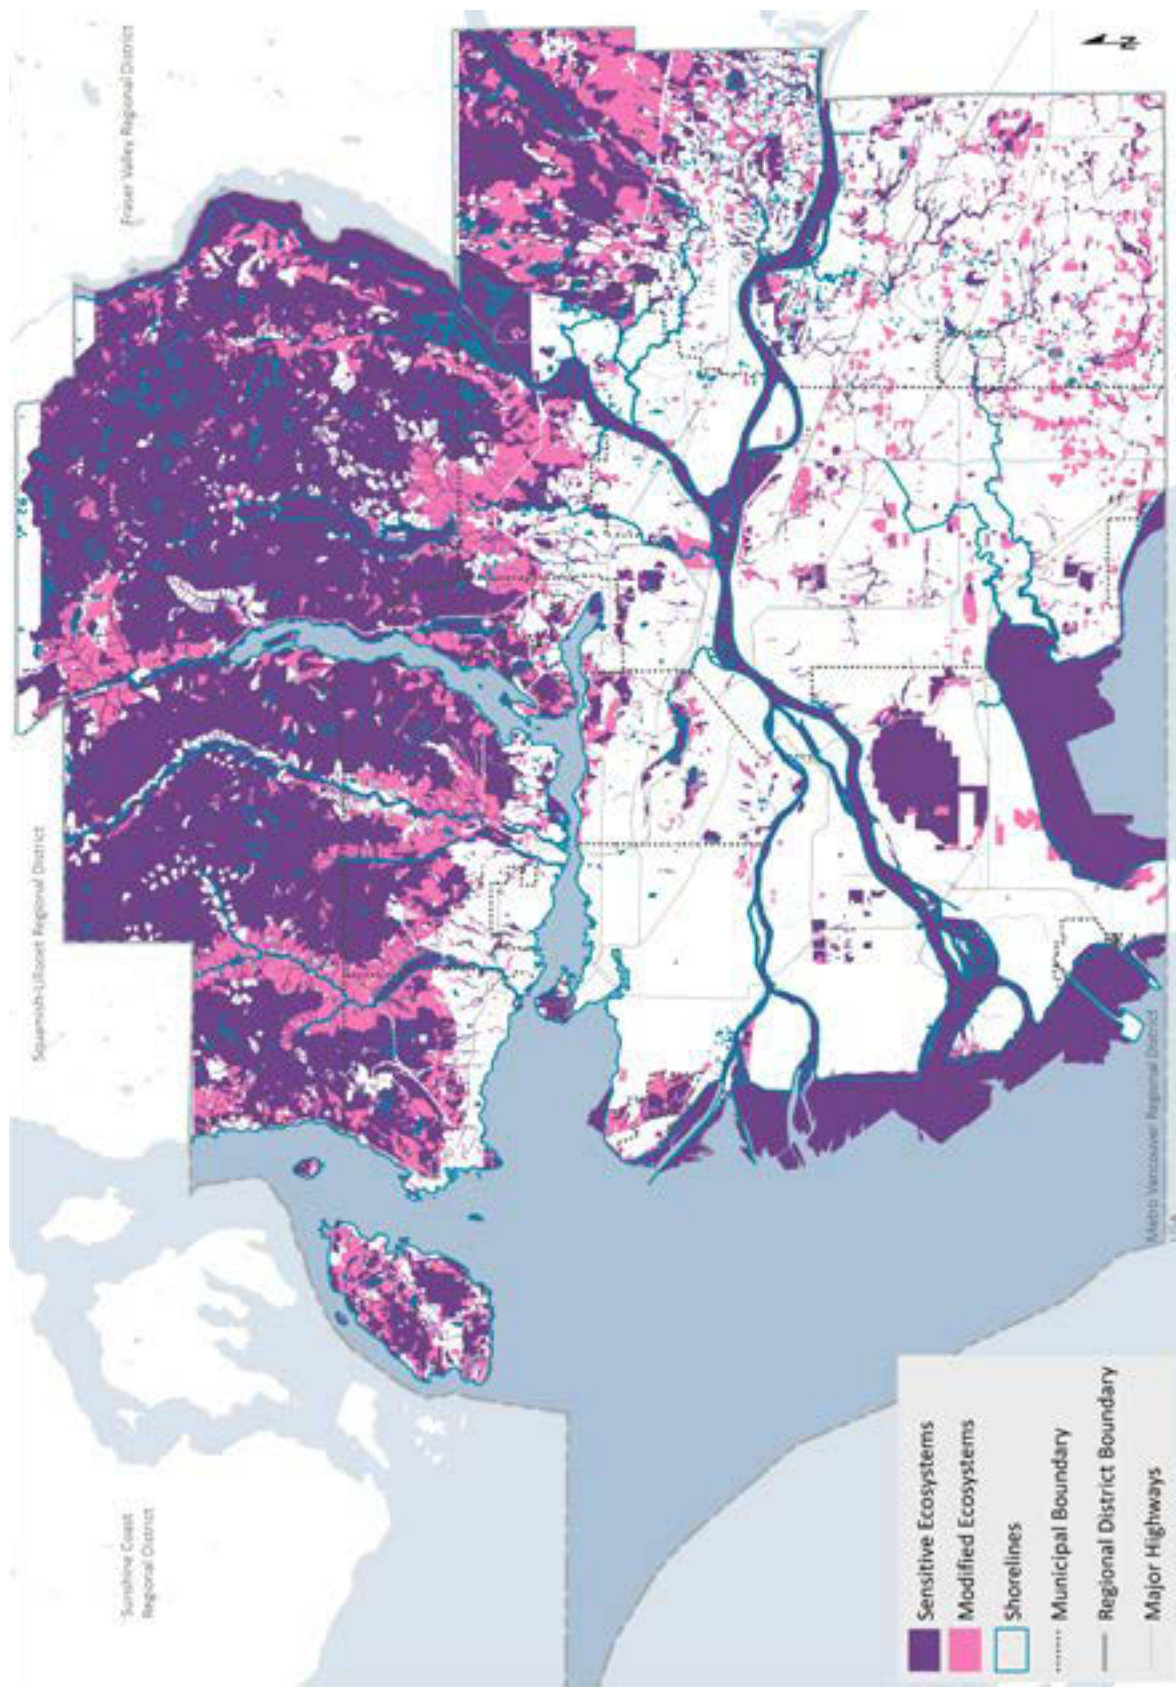 Squamish-Lillooet Regional District
Fraser Valley Regional District
Sunshine Coast
Regional District
N
Metro Vancouver Regional District
USA
Sensitive Ecosystems
Modified Ecosystems
Shorelines
Municipal Boundary
Regional District Boundary
Major Highways